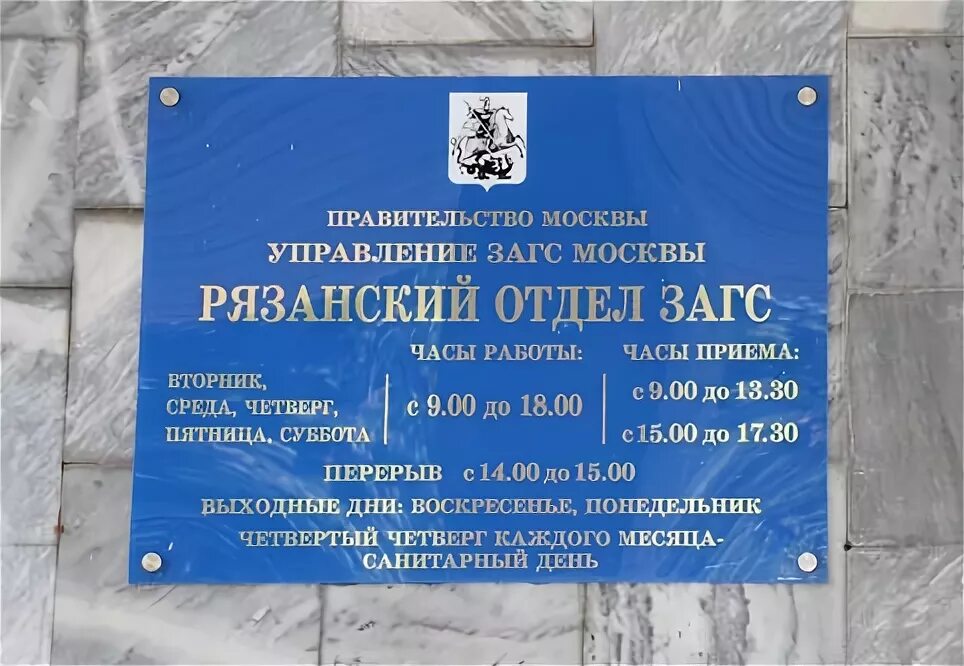 ПРАВИТЕЛЬСТВО МОСКВЫ
УПРАВЛЕНИЕ ЗАГС МОСКВЫ
РЯЗАНСКИЙ ОТДЕЛ ЗАГС
ЧАСЫ РАБОТЫ: ЧАСЫ ПРИЕМА:
ВТОРНИК,
СРЕДА, ЧЕТВЕРГ,
ПЯТНИЦА, СУББОТА
с 9.00 до 18.00
с 9.00 до 13.30
с 15.00 до 17.30
ПЕРЕРЫВ с 14.00 до 15.00
ВЫХОДНЫЕ ДНИ: ВОСКРЕСЕНЬЕ, ПОНЕДЕЛЬНИК
ЧЕТВЕРТЫЙ ЧЕТВЕРГ КАЖДОГО МЕСЯЦА-
САНИТАРНЫЙ ДЕНЬ